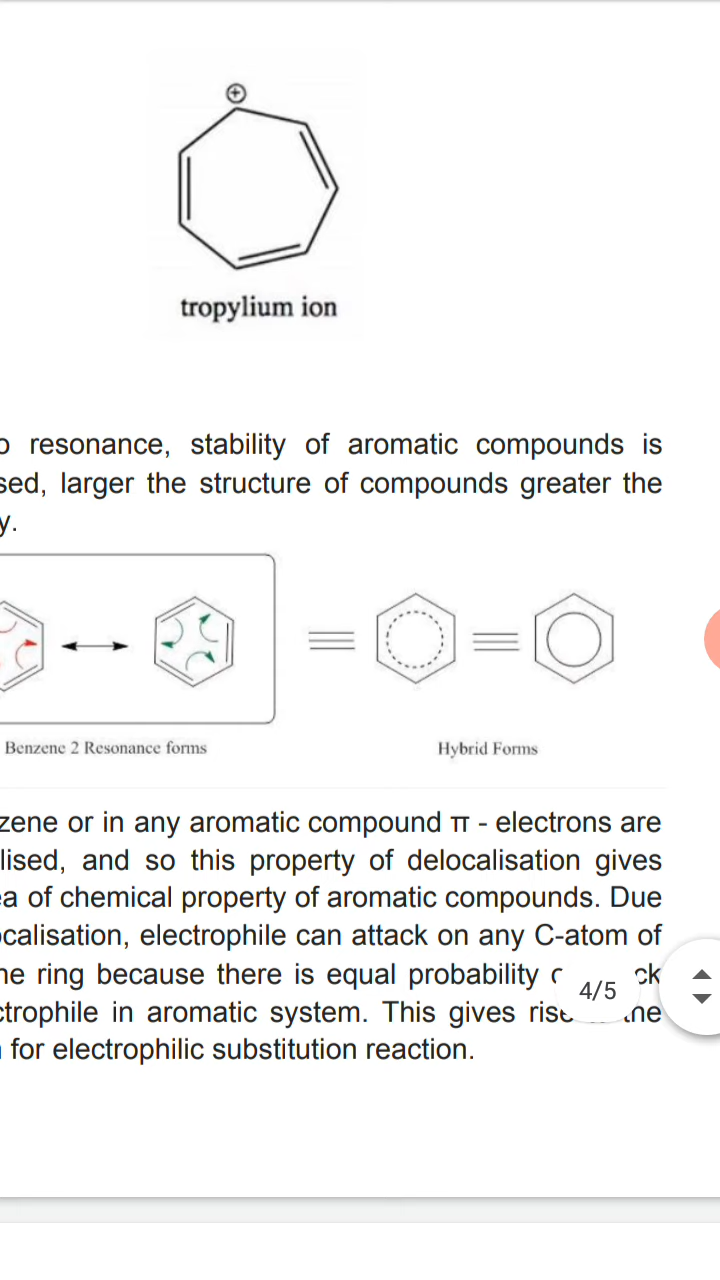 ⊕
tropylium ion
o resonance, stability of aromatic compounds is
sed, larger the structure of compounds greater the
y.
Benzene 2 Resonance forms
Hybrid Forms
zene or in any aromatic compound π - electrons are
lised, and so this property of delocalisation gives
a of chemical property of aromatic compounds. Due
ocalisation, electrophile can attack on any C-atom of
he ring because there is equal probability
ck
4/5
ctrophile in aromatic system. This gives
for electrophilic substitution reaction.